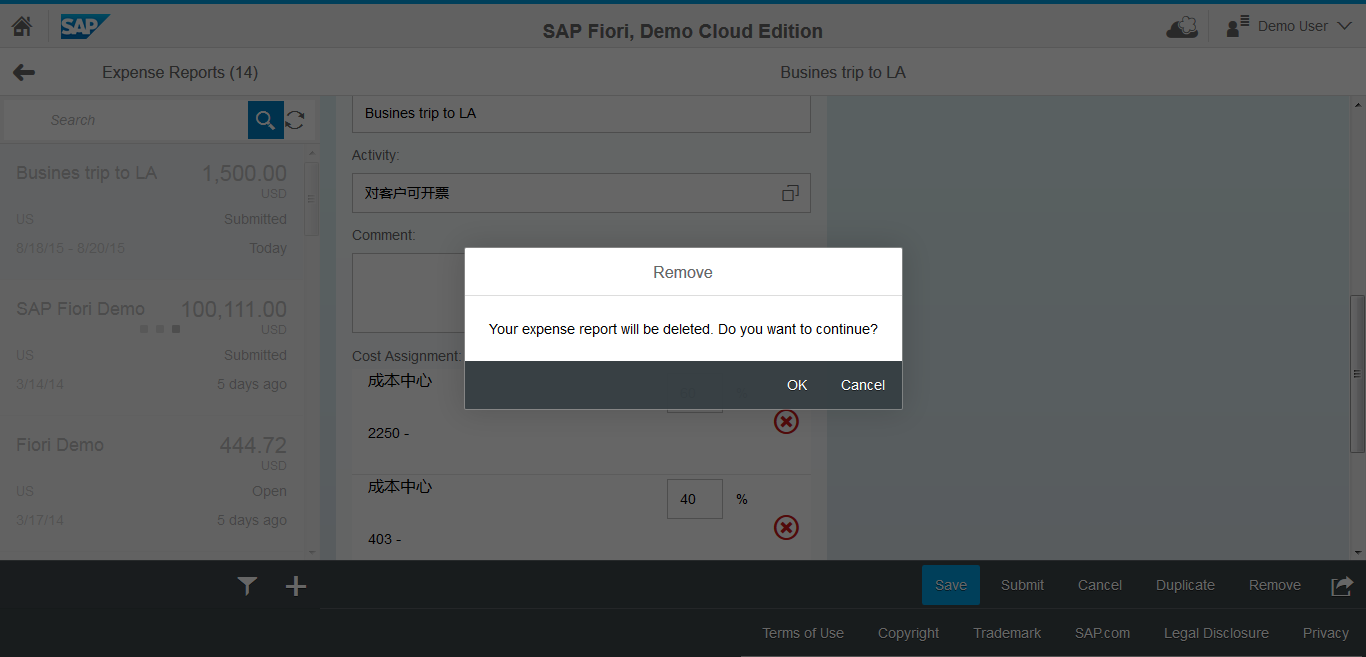 SAP
SAP Fiori, Demo Cloud Edition
Demo User
Expense Reports (14)
Busines trip to LA
Search
Busines trip to LA
1,500.00
USD
US
Submitted
8/18/15 - 8/20/15
Today
SAP Fiori Demo
100,111.00
USD
US
Submitted
3/14/14
5 days ago
Fiori Demo
444.72
USD
US
Open
3/17/14
5 days ago
Busines trip to LA
Activity:
对客户可开票
Comment:
Cost Assignment:
成本中心
2250 -
成本中心
40 %
403 -
Remove
Your expense report will be deleted. Do you want to continue?
OK
Cancel
Save
Submit
Cancel
Duplicate
Remove
Terms of Use
Copyright
Trademark
SAP.com
Legal Disclosure
Privacy